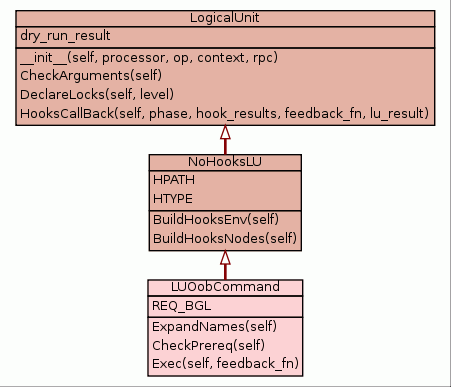 LogicalUnit
dry_run_result
__init__(self, processor, op, context, rpc)
CheckArguments(self)
DeclareLocks(self, level)
HooksCallBack(self, phase, hook_results, feedback_fn, lu_result)
NoHooksLU
HPATH
HTYPE
BuildHooksEnv(self)
BuildHooksNodes(self)
LUOobCommand
REQ_BGL
ExpandNames(self)
CheckPrereq(self)
Exec(self, feedback_fn)